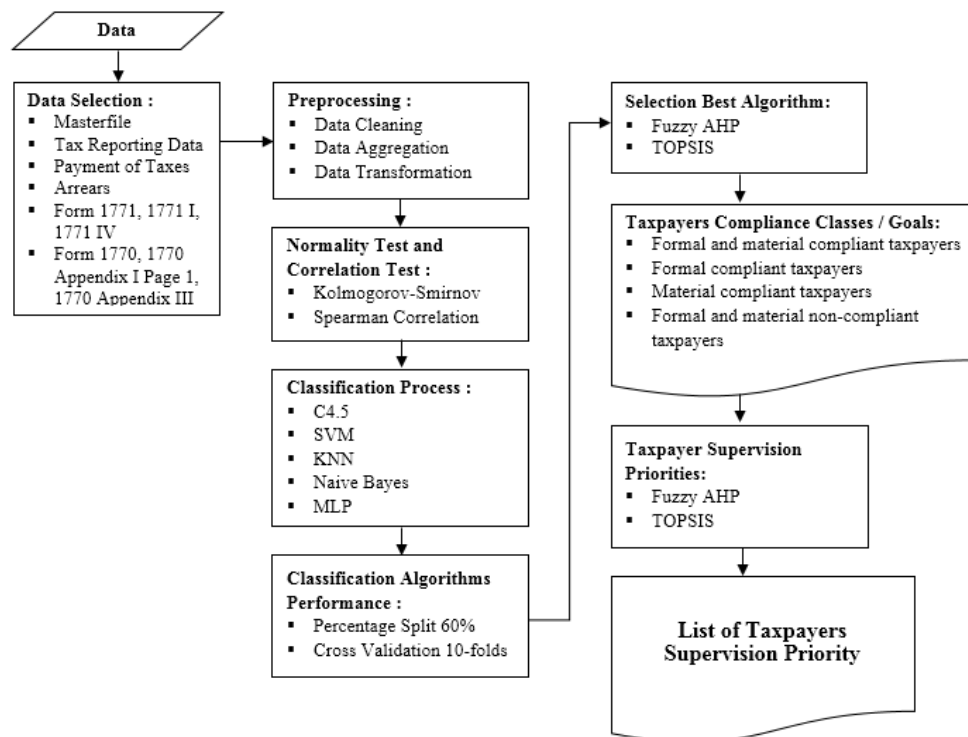 Data
Data Selection :
▪ Masterfile
▪ Tax Reporting Data
▪ Payment of Taxes
▪ Arrears
▪ Form 1771, 1771 I,
1771 IV
▪ Form 1770, 1770
Appendix I Page 1,
1770 Appendix III
Preprocessing :
▪ Data Cleaning
▪ Data Aggregation
▪ Data Transformation
Normality Test and
Correlation Test :
▪ Kolmogorov-Smirnov
▪ Spearman Correlation
Classification Process :
▪ C4.5
▪ SVM
▪ KNN
▪ Naive Bayes
▪ MLP
Classification Algorithms
Performance :
▪ Percentage Split 60%
▪ Cross Validation 10-folds
Selection Best Algorithm:
▪ Fuzzy AHP
▪ TOPSIS
Taxpayers Compliance Classes / Goals:
▪ Formal and material compliant taxpayers
▪ Formal compliant taxpayers
▪ Material compliant taxpayers
▪ Formal and material non-compliant
taxpayers
Taxpayer Supervision
Priorities:
▪ Fuzzy AHP
▪ TOPSIS
List of Taxpayers
Supervision Priority